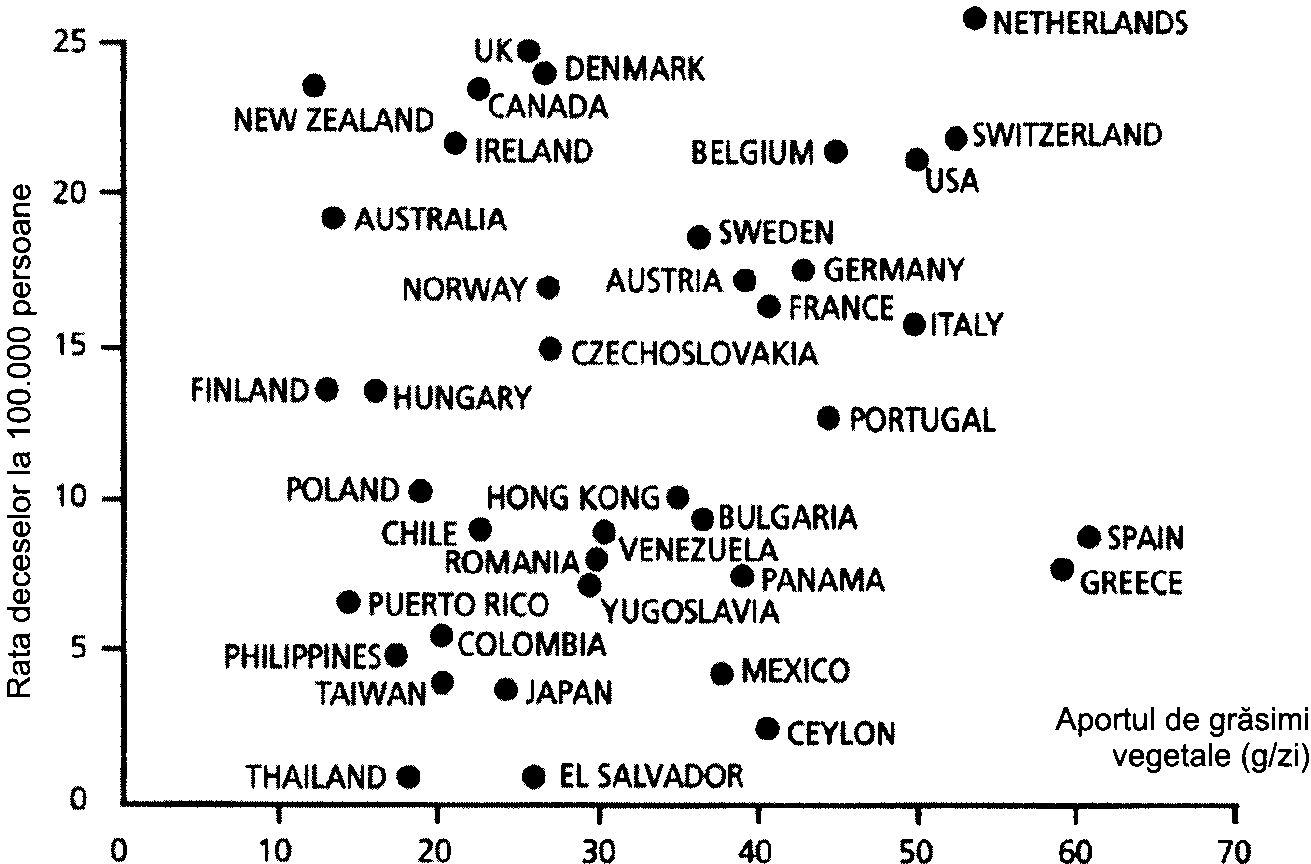 25
NETHERLANDS
UK
DENMARK
CANADA
NEW ZEALAND
IRELAND
BELGIUM
SWITZERLAND
USA
20
AUSTRALIA
SWEDEN
NORWAY
AUSTRIA
GERMANY
FRANCE
ITALY
15
CZECHOSLOVAKIA
FINLAND
HUNGARY
PORTUGAL
POLAND
10
HONG KONG
BULGARIA
CHILE
VENEZUELA
SPAIN
ROMANIA
PANAMA
GREECE
PUERTO RICO
YUGOSLAVIA
5
COLOMBIA
PHILIPPINES
MEXICO
TAIWAN
JAPAN
CEYLON
THAILAND
EL SALVADOR
0
Rata deceselor la 100.000 persoane
Aportul de grăsimi
vegetale (g/zi)
0 10 20 30 40 50 60 70